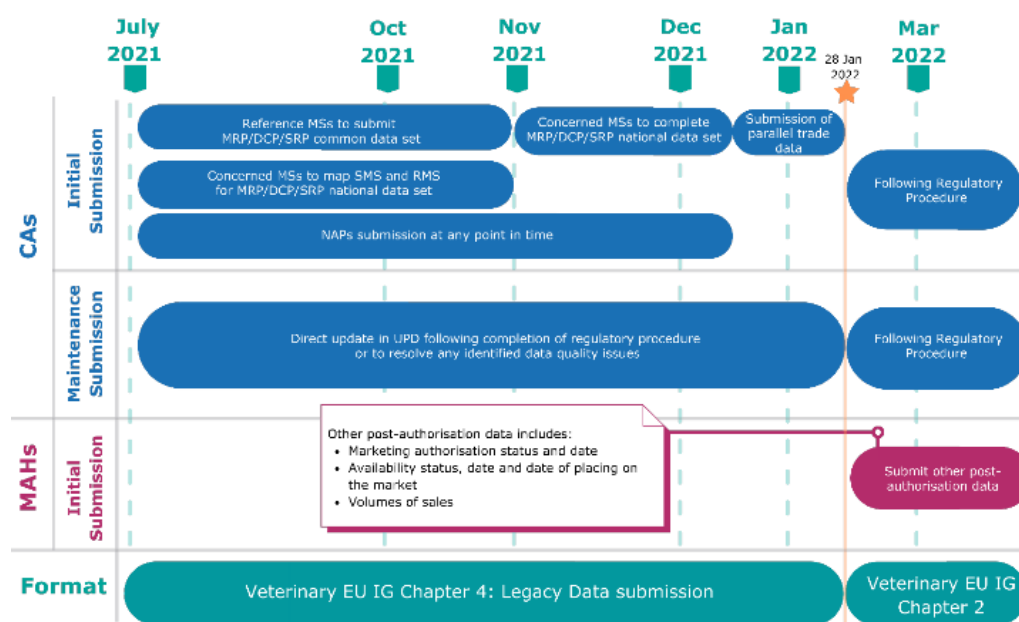 July
2021
Oct
2021
Nov
2021
Dec
2021
Jan
2022
28 Jan
2022
Mar
2022
CAs
Initial
Submission
Reference MSs to submit
MRP/DCP/SRP common data set
Concerned MSs to complete
MRP/DCP/SRP national data set
Submission of
parallel trade
data
Concerned MSs to map SMS and RMS
for MRP/DCP/SRP national data set
Following Regulatory
Procedure
NAPs submission at any point in time
Maintenance
Submission
Direct update in UPD following completion of regulatory procedure
or to resolve any identified data quality issues
Following Regulatory
Procedure
MAHs
Initial
Submission
Other post-authorisation data includes:
• Marketing authorisation status and date
• Availability status, date and date of placing on
the market
• Volumes of sales
Submit other post-
authorisation data
Format
Veterinary EU IG Chapter 4: Legacy Data submission
Veterinary EU IG
Chapter 2